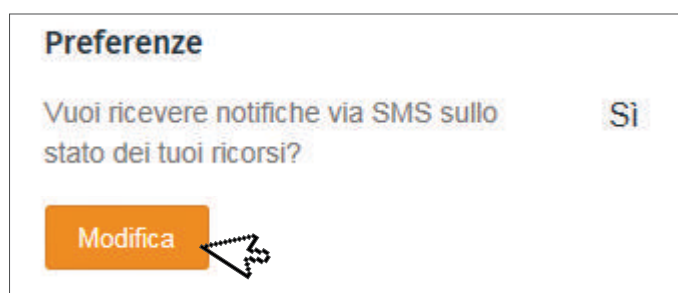 Preferenze
Vuoi ricevere notifiche via SMS sullo
Sì
stato dei tuoi ricorsi?
Modifica